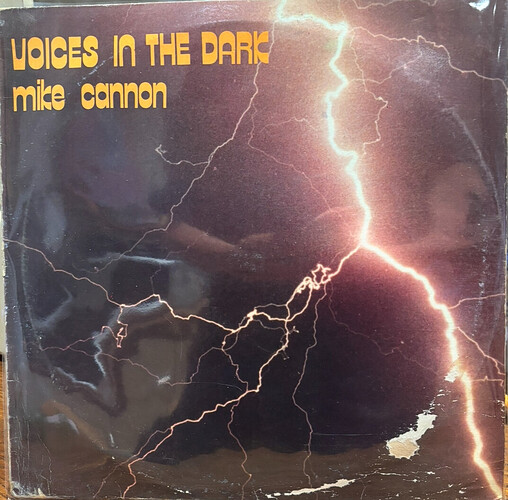 VOICES IN THE DARK
mike cannon